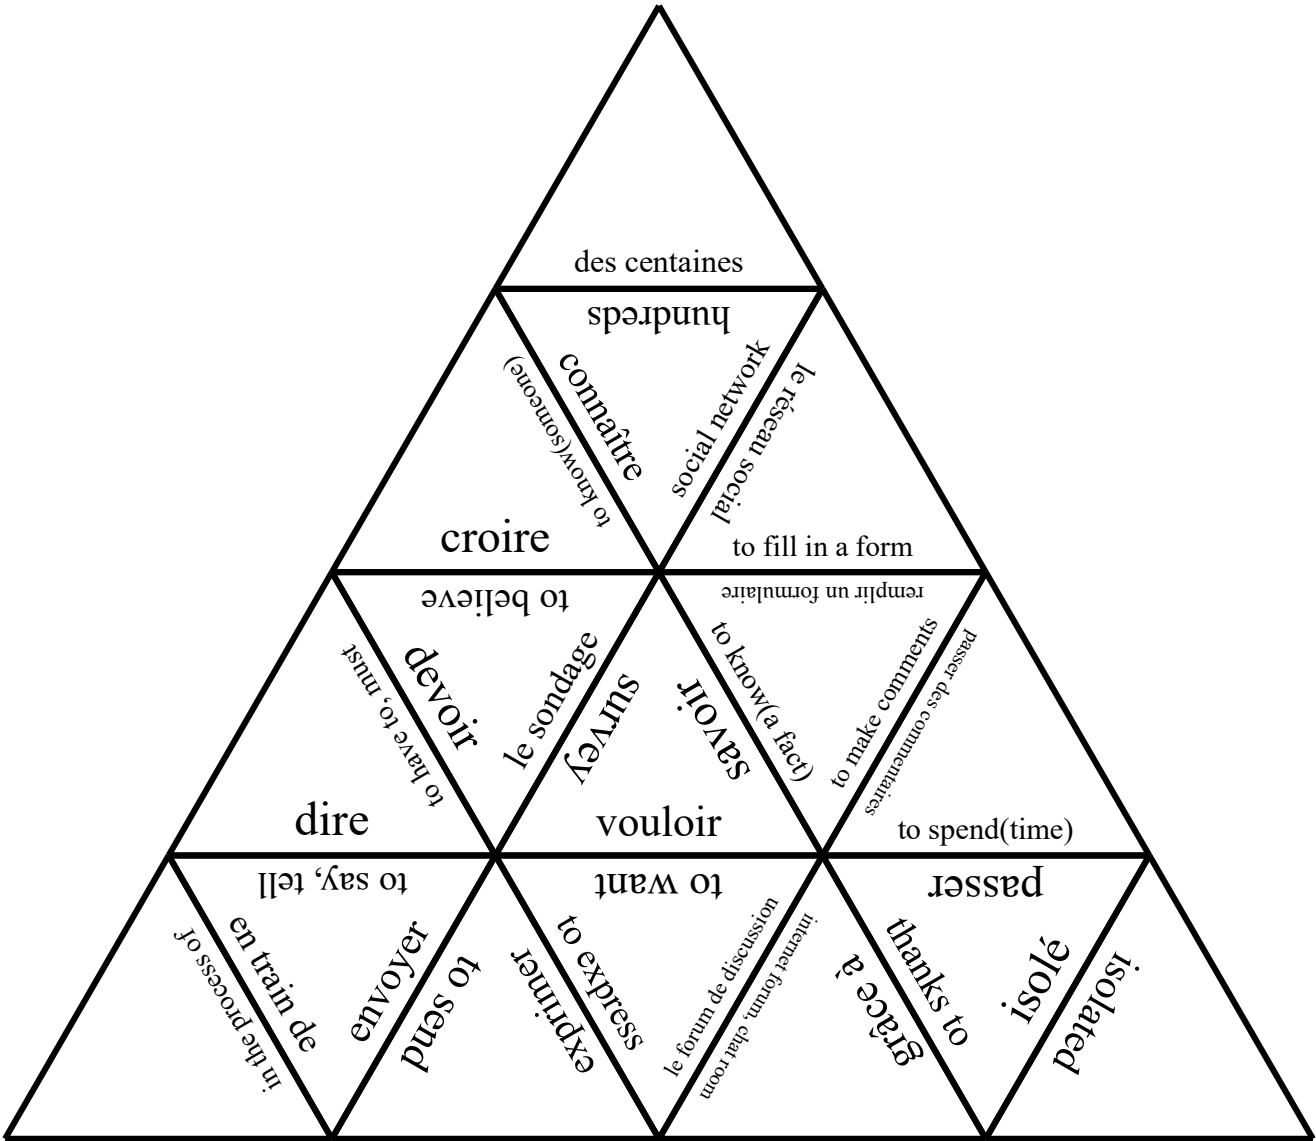 des centaines
hundreds
connaître
to know(someone)
social network
le réseau social
croire
to believe
to fill in a form
remplir un formulaire
devoir
to have to, must
le sondage
survey
savoir
to know(a fact)
to make comments
passer des commentaires
dire
to say, tell
vouloir
to want
to spend(time)
passer
en train de
in the process of
envoyer
to send
to express
exprimer
le forum de discussion
internet forum, chat room
thanks to
grâce à
isolé
isolated